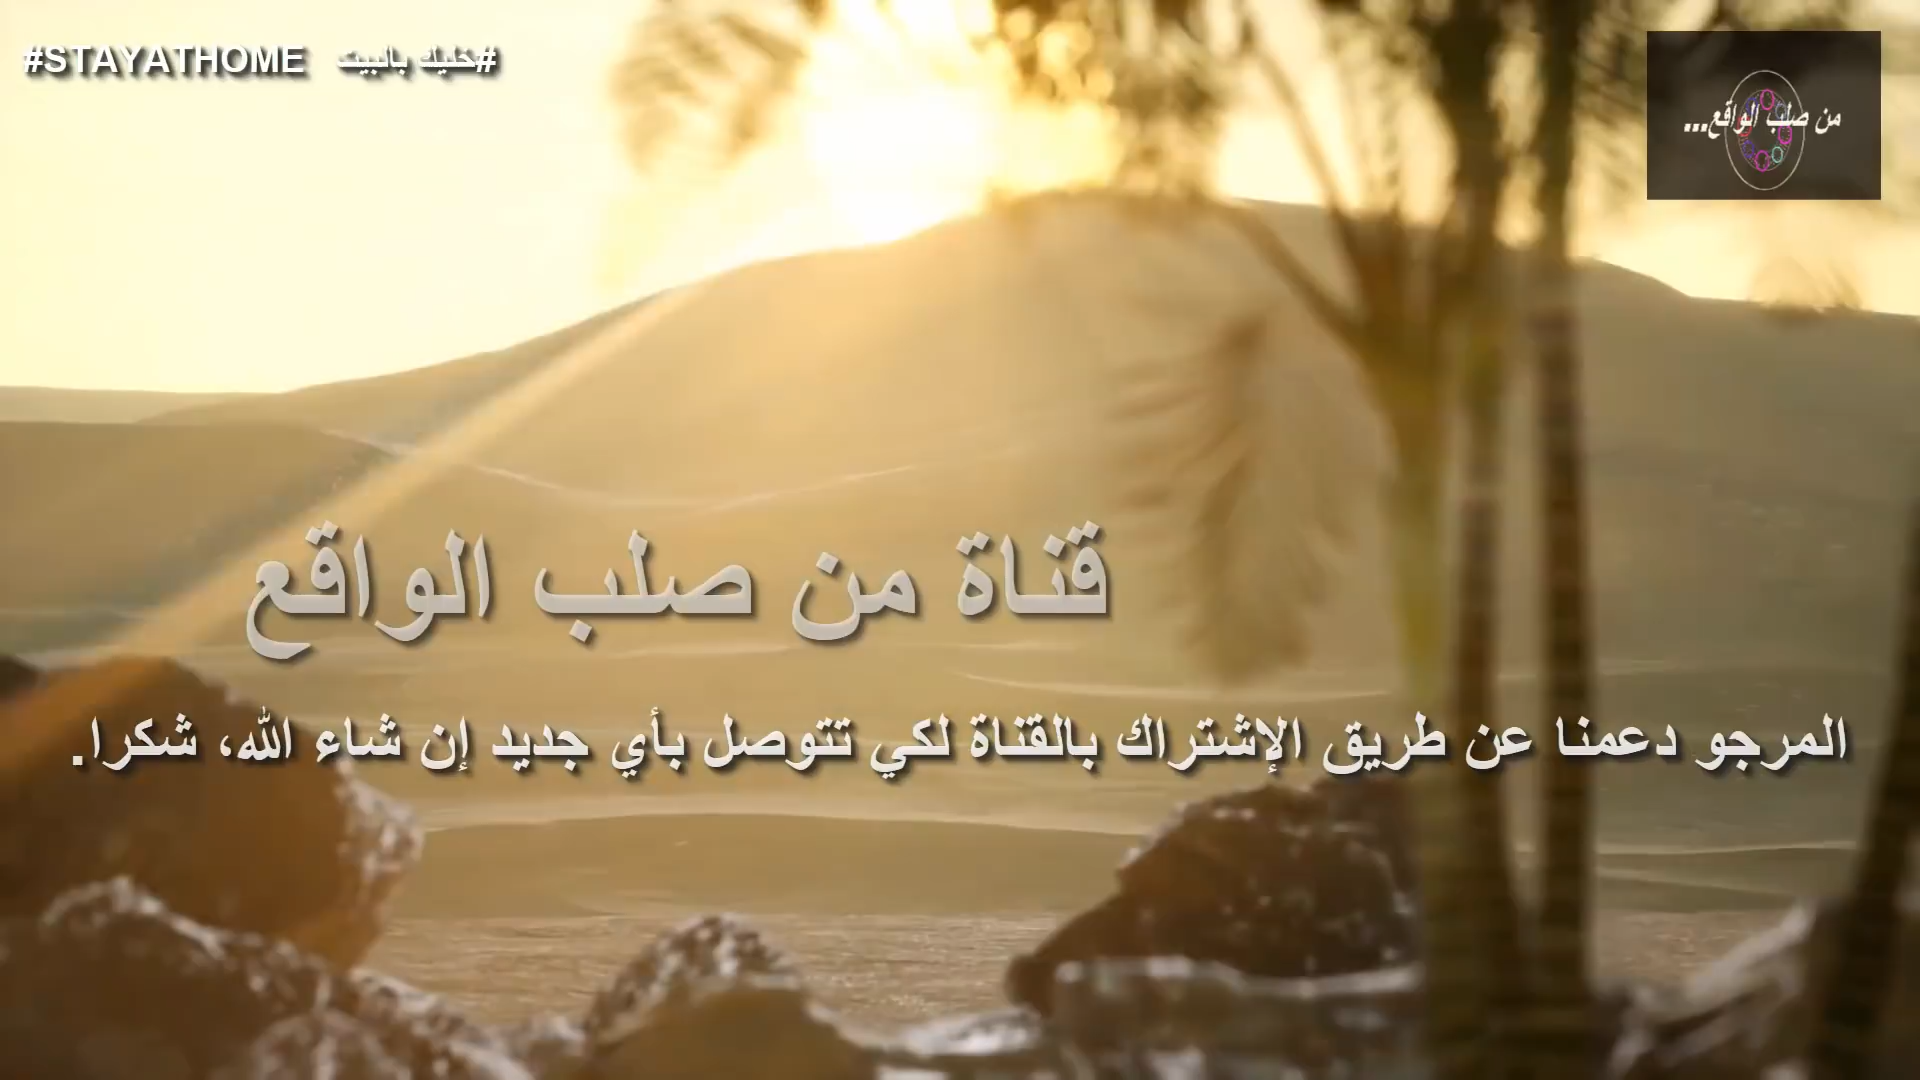 #STAYATHOME #خليك بالبيت
من صلب الواقع...
قناة من صلب الواقع
المرجو دعمنا عن طريق الإشتراك بالقناة لكي تتوصل بأي جديد إن شاء الله، شكرا.